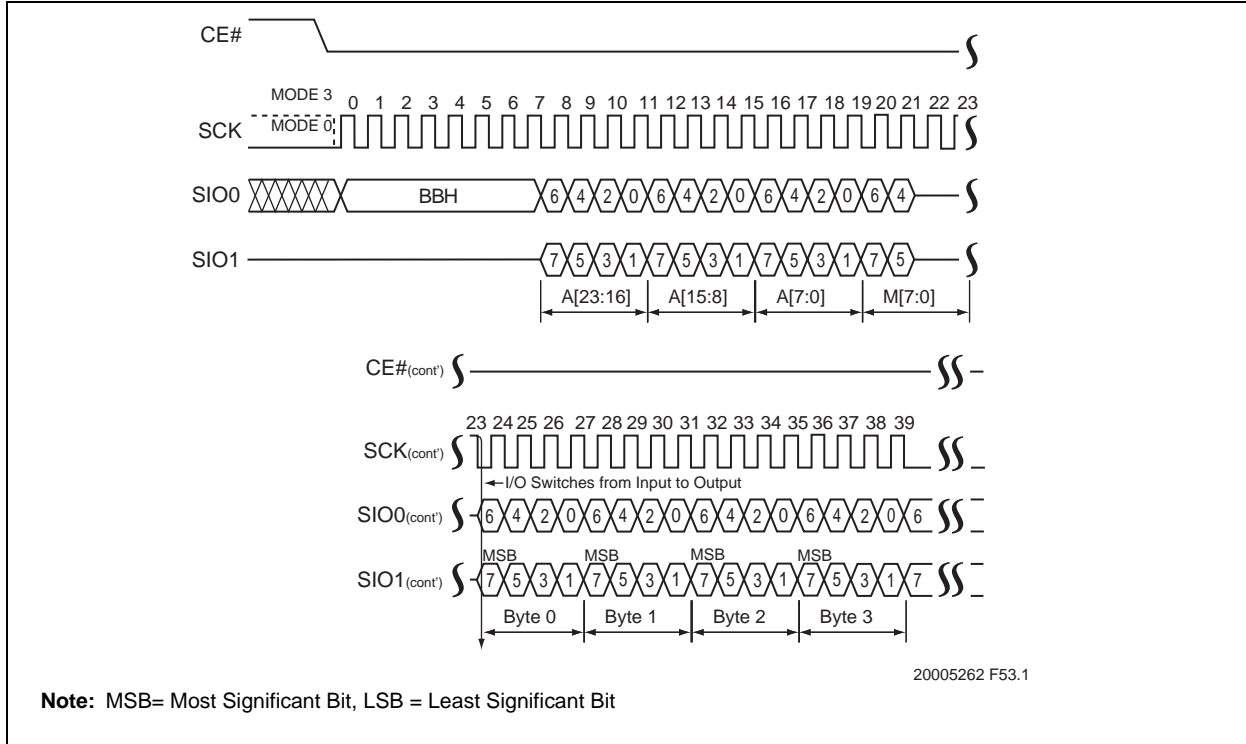 CE#
MODE 3
0 1 2 3 4 5 6 7 8 9 10 11 12 13 14 15 16 17 18 19 20 21 22 23
SCK
MODE 0
SIO0
BBH
6 4 2 0 6 4 2 0 6 4 2 0 6 4
SIO1
7 5 3 1 7 5 3 1 7 5 3 1 7 5
A[23:16] A[15:8] A[7:0] M[7:0]
CE#(cont')
23 24 25 26 27 28 29 30 31 32 33 34 35 36 37 38 39
SCK(cont')
I/O Switches from Input to Output
SIO0(cont')
6 4 2 0 6 4 2 0 6 4 2 0 6 4 2 0 6
MSB MSB MSB MSB
SIO1(cont')
7 5 3 1 7 5 3 1 7 5 3 1 7 5 3 1 7
Byte 0 Byte 1 Byte 2 Byte 3
20005262 F53.1
Note: MSB= Most Significant Bit, LSB = Least Significant Bit